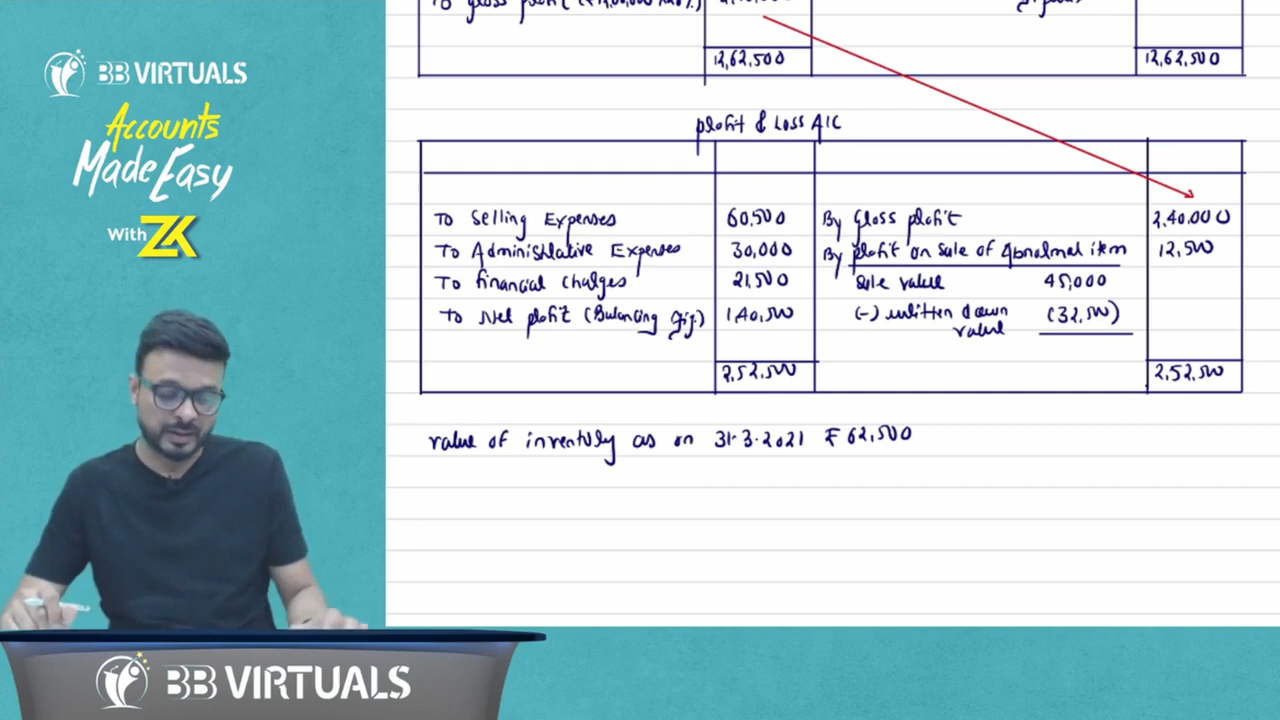 To Gross profit
12,62,500 12,62,500
BB VIRTUALS
Accounts
Made Easy
With ZK
Profit & Loss A/C
To Selling Expenses 60,500 By Gross profit 2,40,000
To Administrative Expenses 30,000 By profit on sale of Abnormal item 12,500
To Financial Charges 21,500 Sale value 45,000
To Net profit (Balancing fig.) 1,40,500 (-) written down (32,500)
value
2,52,500 2,52,500
value of inventory as on 31.3.2021 ₹ 62,500
BB VIRTUALS